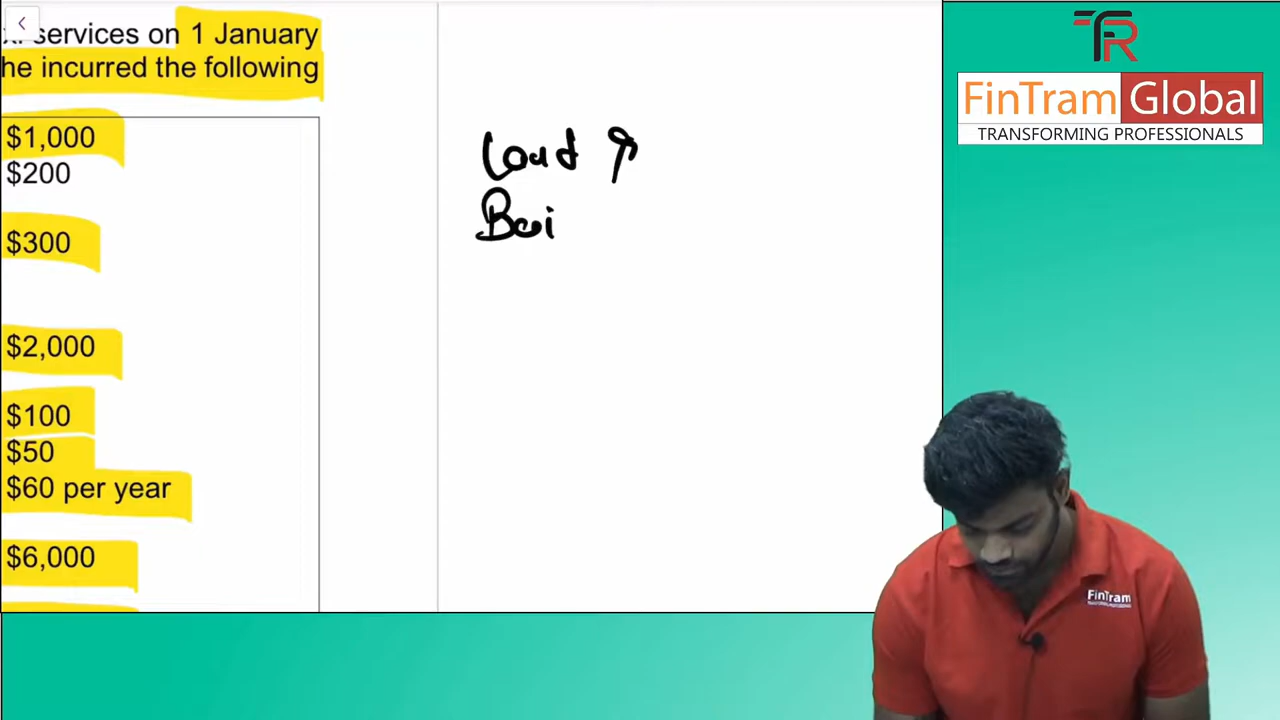 services on 1 January
he incurred the following
$1,000
$200
$300
$2,000
$100
$50
$60 per year
$6,000
FinTram Global
TRANSFORMING PROFESSIONALS
FinTram